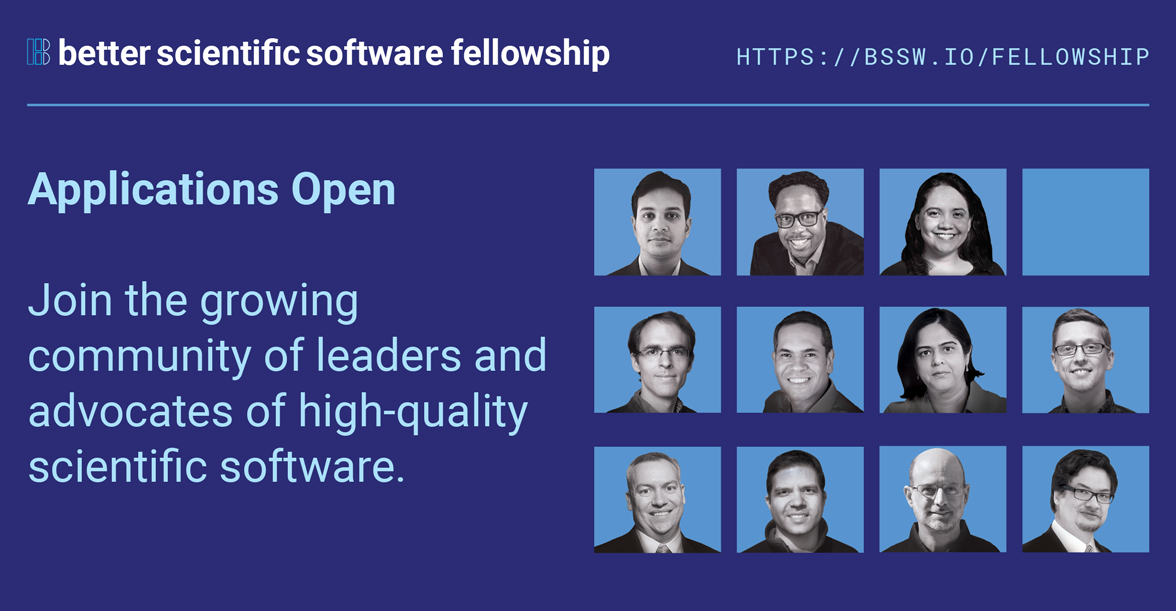 better scientific software fellowship
HTTPS://BSSW.IO/FELLOWSHIP
Applications Open
Join the growing
community of leaders and
advocates of high-quality
scientific software.